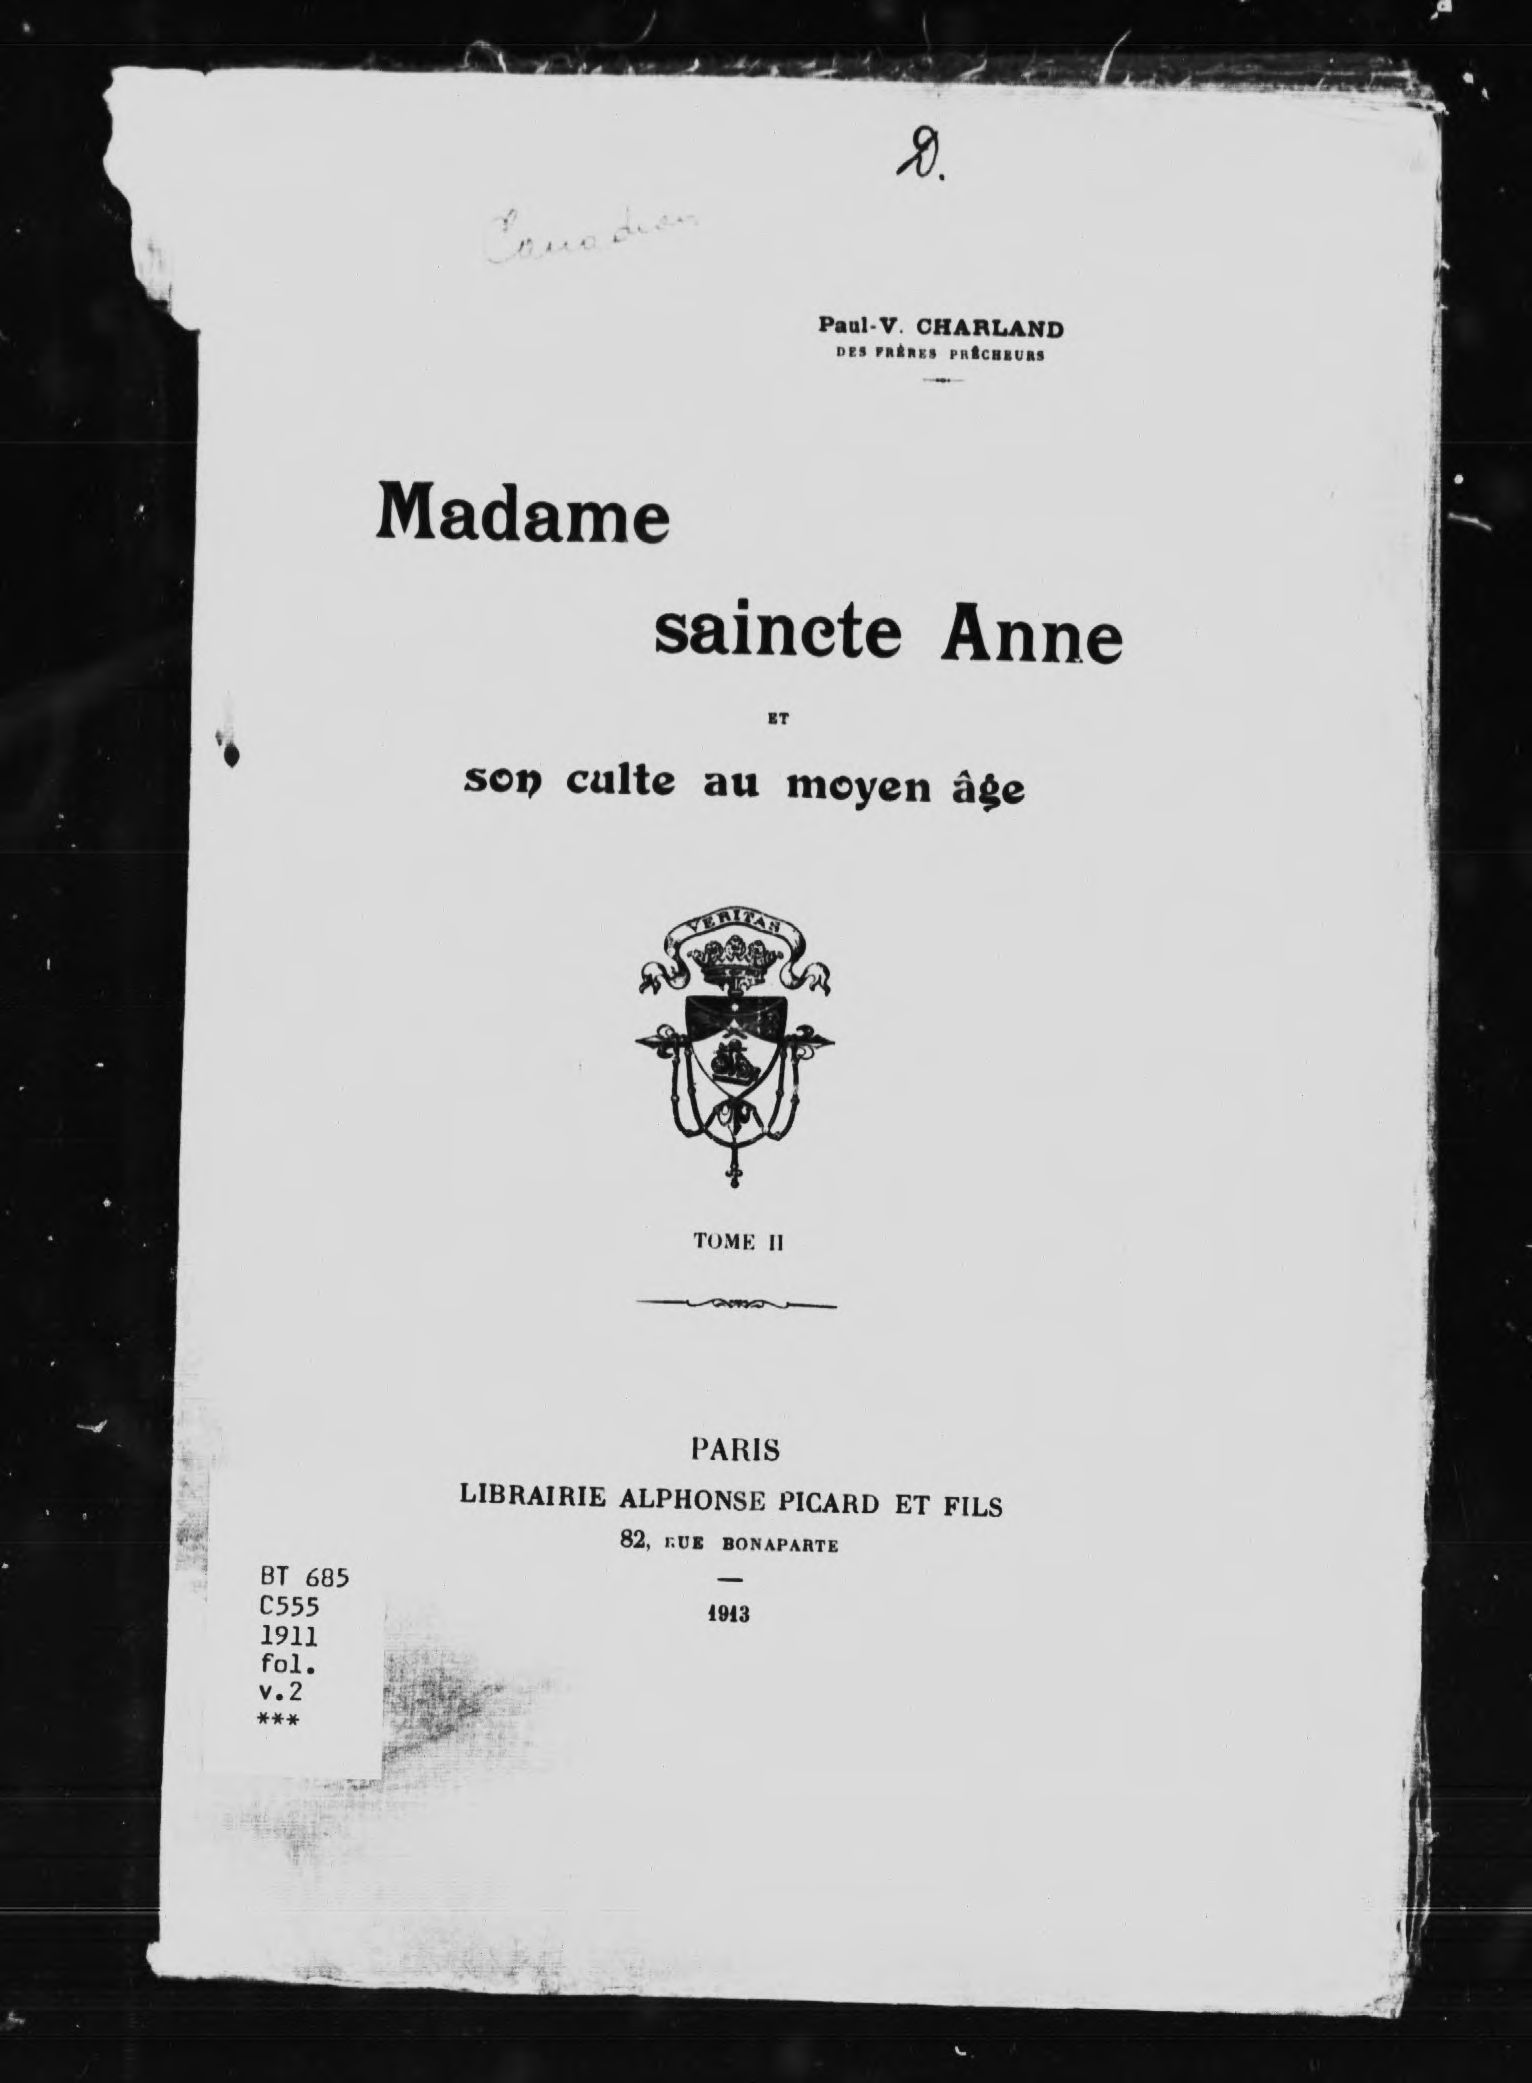 D.
Canadian
Paul-V. CHARLAND
DES FRÈRES PRÊCHEURS
Madame
saincte Anne
ET
son culte au moyen âge
VERITAS
TOME II
PARIS
LIBRAIRIE ALPHONSE PICARD ET FILS
82, RUE BONAPARTE
1913
BT 685
C555
1911
fol.
v.2
***